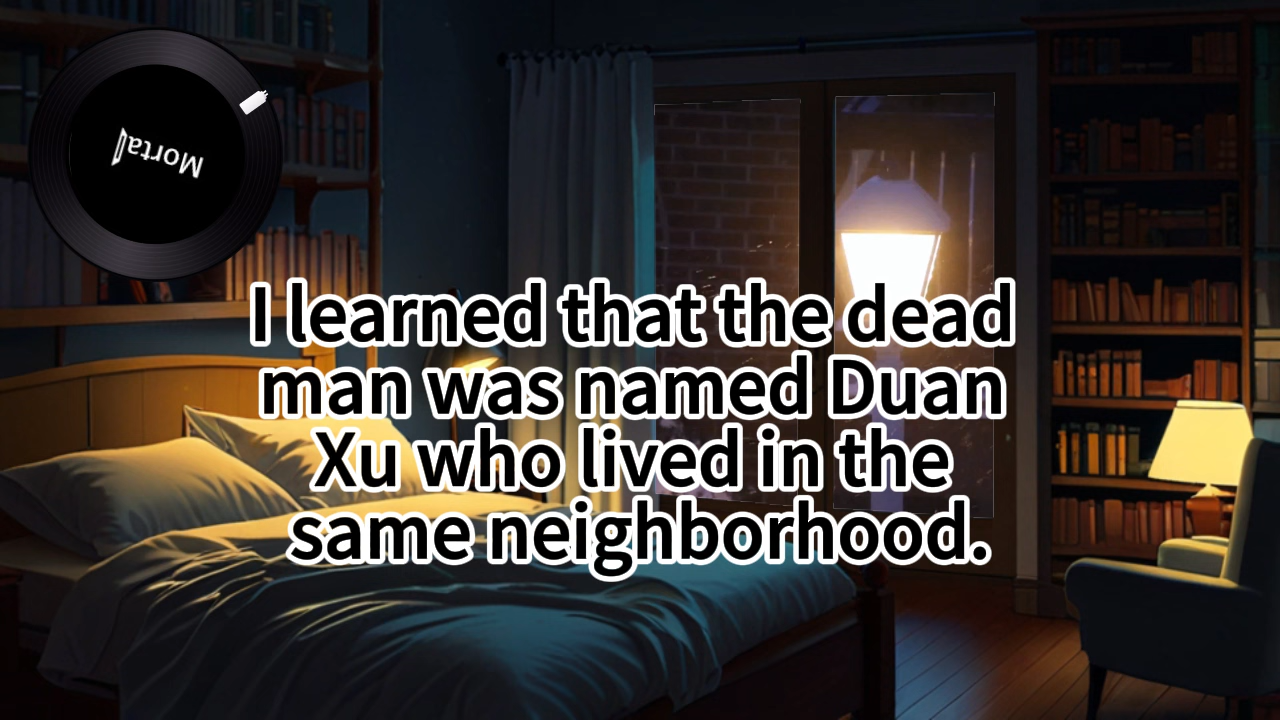 Mortal
I learned that the dead
man was named Duan
Xu who lived in the
same neighborhood.